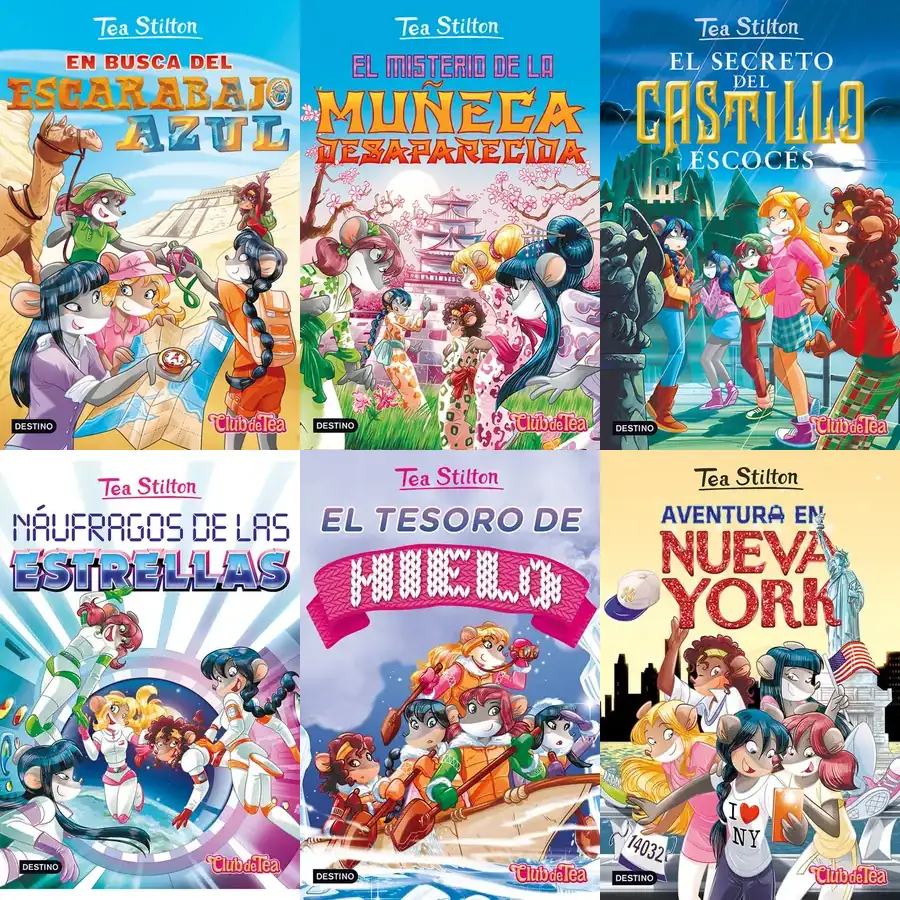 Tea Stilton
EN BUSCA DEL
ESCARABAJO
AZUL
DESTINO
Club de Tea
Tea Stilton
EL MISTERIO DE LA
MUÑECA
DESAPARECIDA
DESTINO
Club de Tea
Tea Stilton
EL SECRETO
DEL
CASTILLO
ESCOCÉS
DESTINO
Club de Tea
Tea Stilton
NÁUFRAGOS DE LAS
ESTRELLAS
DESTINO
Club de Tea
Tea Stilton
EL TESORO DE
HIELO
DESTINO
Club de Tea
Tea Stilton
AVENTURA EN
NUEVA
YORK
I ♥
NY
14032
DESTINO
Club de Tea